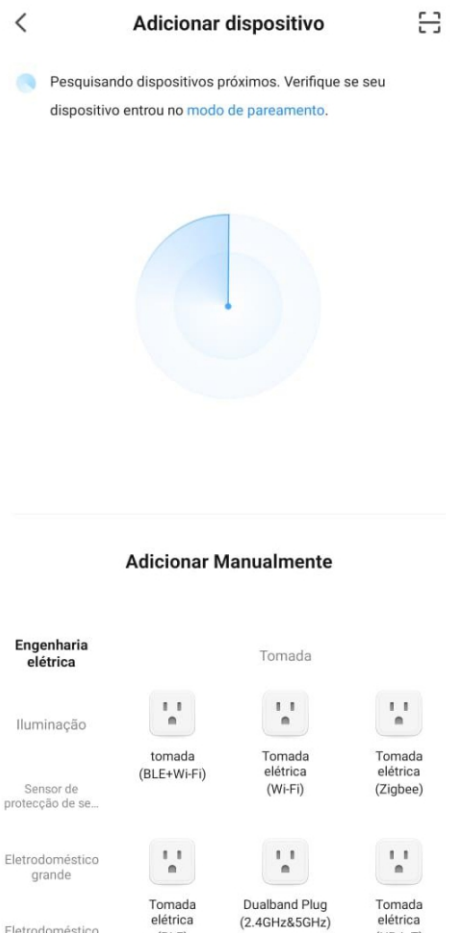 Adicionar dispositivo
Pesquisando dispositivos próximos. Verifique se seu
dispositivo entrou no modo de pareamento.
Adicionar Manualmente
Engenharia
elétrica
Iluminação
Sensor de
protecção de se...
Eletrodoméstico
grande
Eletrodoméstico
Tomada
tomada
(BLE+Wi-Fi)
Tomada
elétrica
(Wi-Fi)
Tomada
elétrica
(Zigbee)
Tomada
elétrica
Dualband Plug
(2.4GHz&5GHz)
Tomada
elétrica